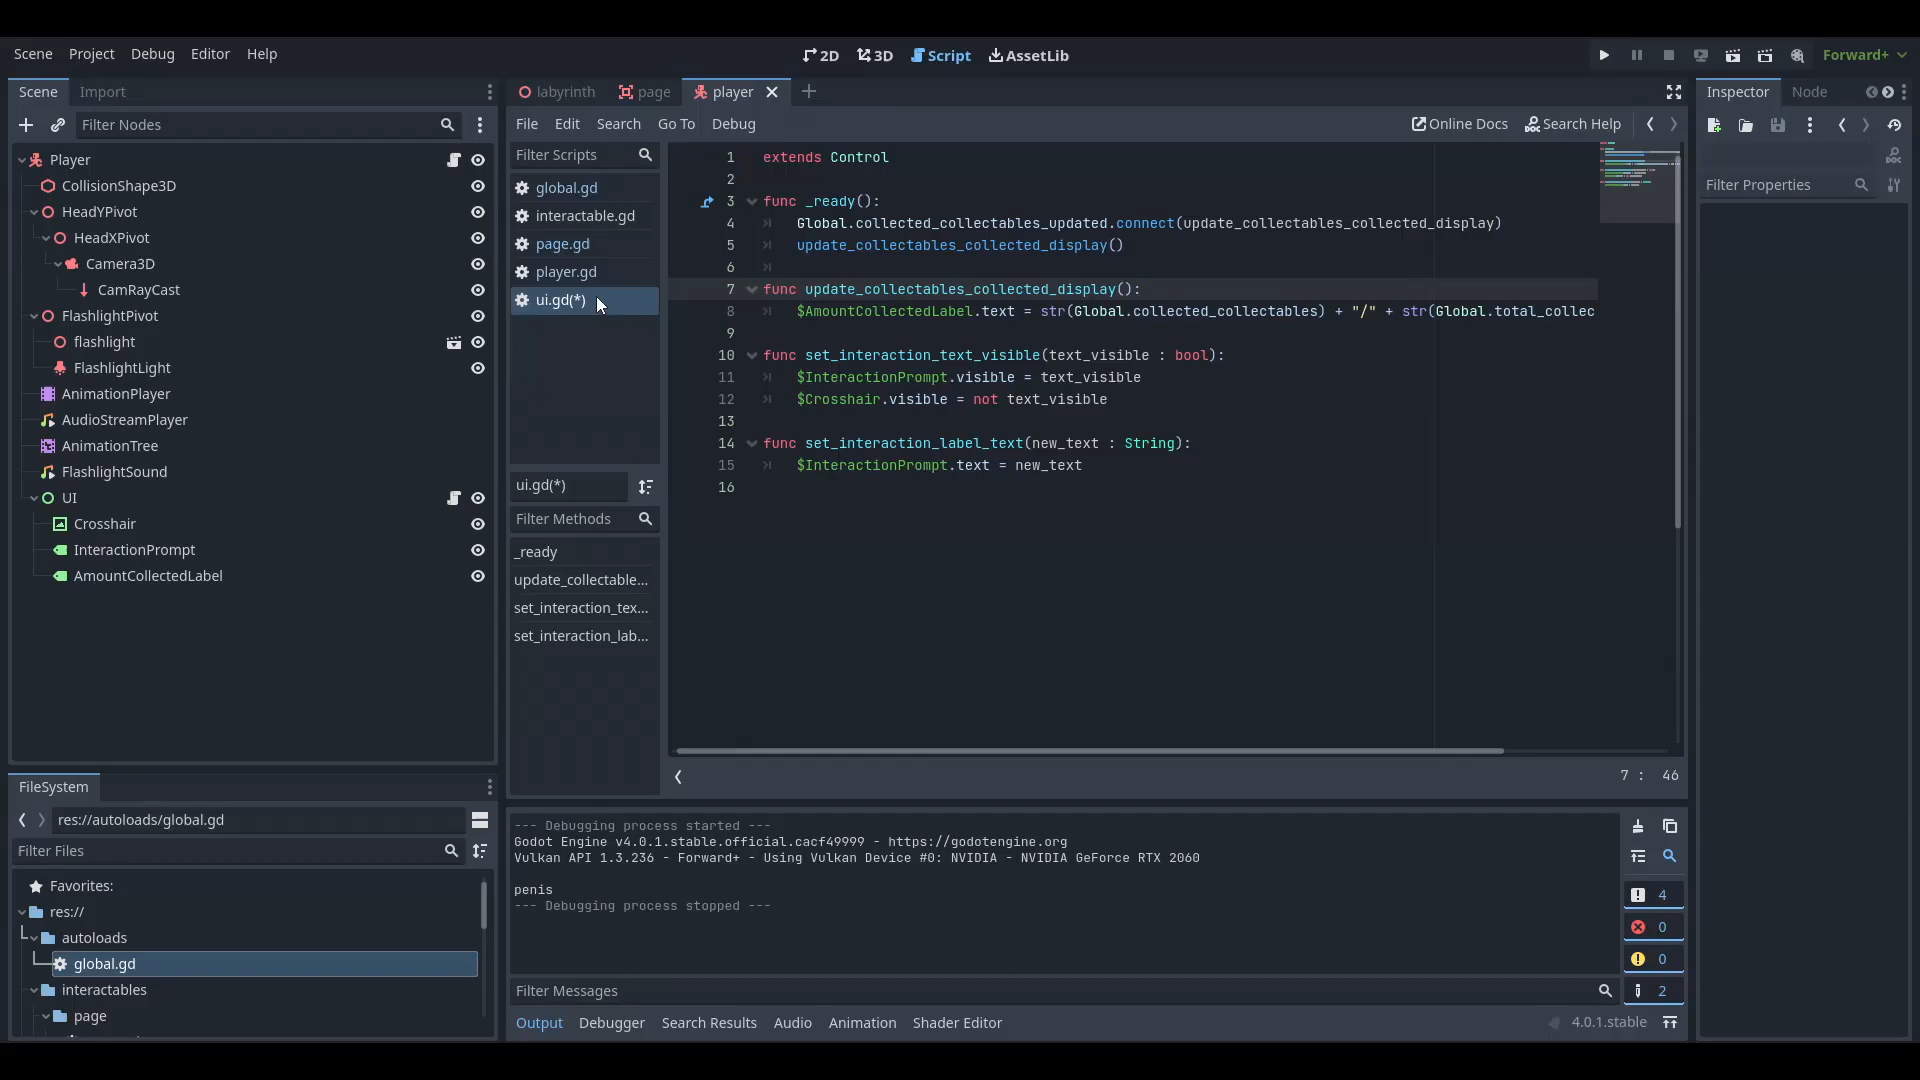 Scene Project Debug Editor Help
2D 3D Script AssetLib
Forward+
Scene Import
Filter Nodes
Player
CollisionShape3D
HeadYPivot
HeadXPivot
Camera3D
CamRayCast
FlashlightPivot
flashlight
FlashlightLight
AnimationPlayer
AudioStreamPlayer
AnimationTree
FlashlightSound
UI
Crosshair
InteractionPrompt
AmountCollectedLabel
FileSystem
res://autoloads/global.gd
Filter Files
Favorites:
res://
autoloads
global.gd
interactables
page
labyrinth page player
File Edit Search Go To Debug
Online Docs Search Help
Filter Scripts
global.gd
interactable.gd
page.gd
player.gd
ui.gd(*)
ui.gd(*)
Filter Methods
_ready
update_collectable...
set_interaction_tex...
set_interaction_lab...
1 extends Control
2
3 func _ready():
4 Global.collected_collectables_updated.connect(update_collectables_collected_display)
5 update_collectables_collected_display()
6
7 func update_collectables_collected_display():
8 $AmountCollectedLabel.text = str(Global.collected_collectables) + "/" + str(Global.total_collec
9
10 func set_interaction_text_visible(text_visible : bool):
11 $InteractionPrompt.visible = text_visible
12 $Crosshair.visible = not text_visible
13
14 func set_interaction_label_text(new_text : String):
15 $InteractionPrompt.text = new_text
16
7 : 46
--- Debugging process started ---
Godot Engine v4.0.1.stable.official.cacf49999 - https://godotengine.org
Vulkan API 1.3.236 - Forward+ - Using Vulkan Device #0: NVIDIA - NVIDIA GeForce RTX 2060
penis
--- Debugging process stopped ---
4
0
0
2
Filter Messages
Output Debugger Search Results Audio Animation Shader Editor
4.0.1.stable
Inspector Node
Filter Properties